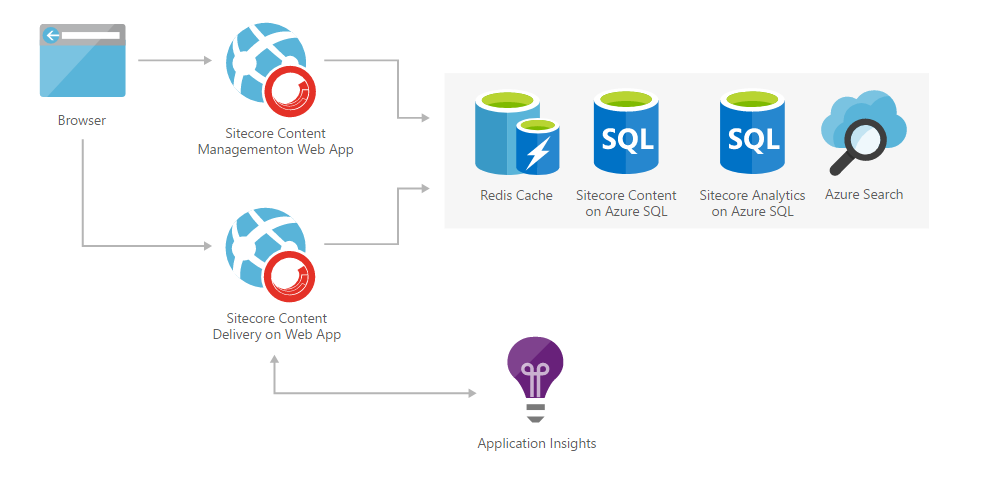 Browser
Sitecore Content
Managementon Web App
SQL
SQL
Redis Cache
Sitecore Content
on Azure SQL
Sitecore Analytics
on Azure SQL
Azure Search
Sitecore Content
Delivery on Web App
Application Insights